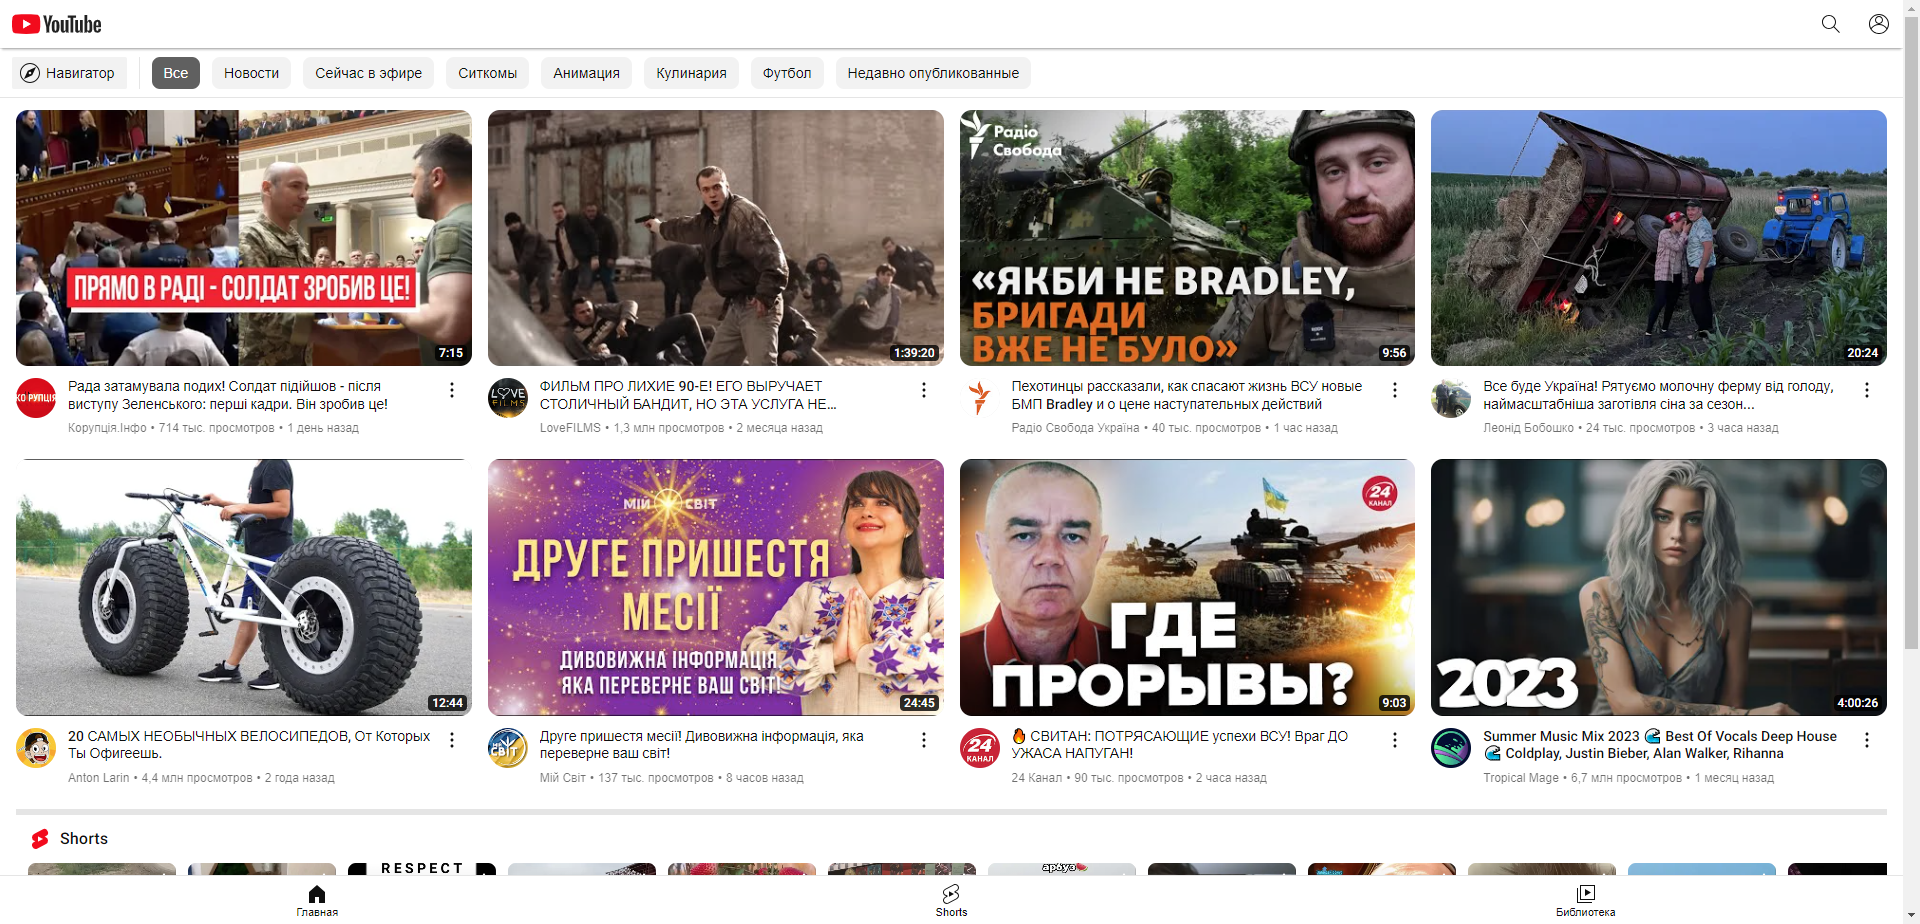 YouTube
Навигатор
Все
Новости
Сейчас в эфире
Ситкомы
Анимация
Кулинария
Футбол
Недавно опубликованные
ПРЯМО В РАДІ - СОЛДАТ ЗРОБИВ ЦЕ!
7:15
1:39:20
Радіо
Свобода
«ЯКБИ НЕ BRADLEY,
БРИГАДИ
ВЖЕ НЕ БУЛО»
9:56
20:24
КОРУПЦІЯ
Рада затамувала подих! Солдат підійшов - після
виступу Зеленського: перші кадри. Він зробив це!
Корупція.Інфо • 714 тыс. просмотров • 1 день назад
LOVE
FILMS
ФИЛЬМ ПРО ЛИХИЕ 90-Е! ЕГО ВЫРУЧАЕТ
СТОЛИЧНЫЙ БАНДИТ, НО ЭТА УСЛУГА НЕ...
LoveFILMS • 1,3 млн просмотров • 2 месяца назад
Пехотинцы рассказали, как спасают жизнь ВСУ новые
БМП Bradley и о цене наступательных действий
Радіо Свобода Україна • 40 тыс. просмотров • 1 час назад
Все буде Україна! Рятуємо молочну ферму від голоду,
наймасштабніша заготівля сіна за сезон...
Леонід Бобошко • 24 тыс. просмотров • 3 часа назад
12:44
МІЙ СВІТ
ДРУГЕ ПРИШЕСТЯ
МЕСІЇ
ДИВОВИЖНА ІНФОРМАЦІЯ,
ЯКА ПЕРЕВЕРНЕ ВАШ СВІТ!
24:45
24
КАНАЛ
ГДЕ
ПРОРЫВЫ?
9:03
2023
4:00:26
20 САМЫХ НЕОБЫЧНЫХ ВЕЛОСИПЕДОВ, От Которых
Ты Офигеешь.
Anton Larin • 4,4 млн просмотров • 2 года назад
СВІТ
Друге пришестя месії! Дивовижна інформація, яка
переверне ваш світ!
Мій Світ • 137 тыс. просмотров • 8 часов назад
24
КАНАЛ
🔥 СВИТАН: ПОТРЯСАЮЩИЕ успехи ВСУ! Враг ДО
УЖАСА НАПУГАН!
24 Канал • 90 тыс. просмотров • 2 часа назад
Summer Music Mix 2023 🌊 Best Of Vocals Deep House
🌊 Coldplay, Justin Bieber, Alan Walker, Rihanna
Tropical Mage • 6,7 млн просмотров • 1 месяц назад
Shorts
RESPECT
арбуз
Главная
Shorts
Библиотека